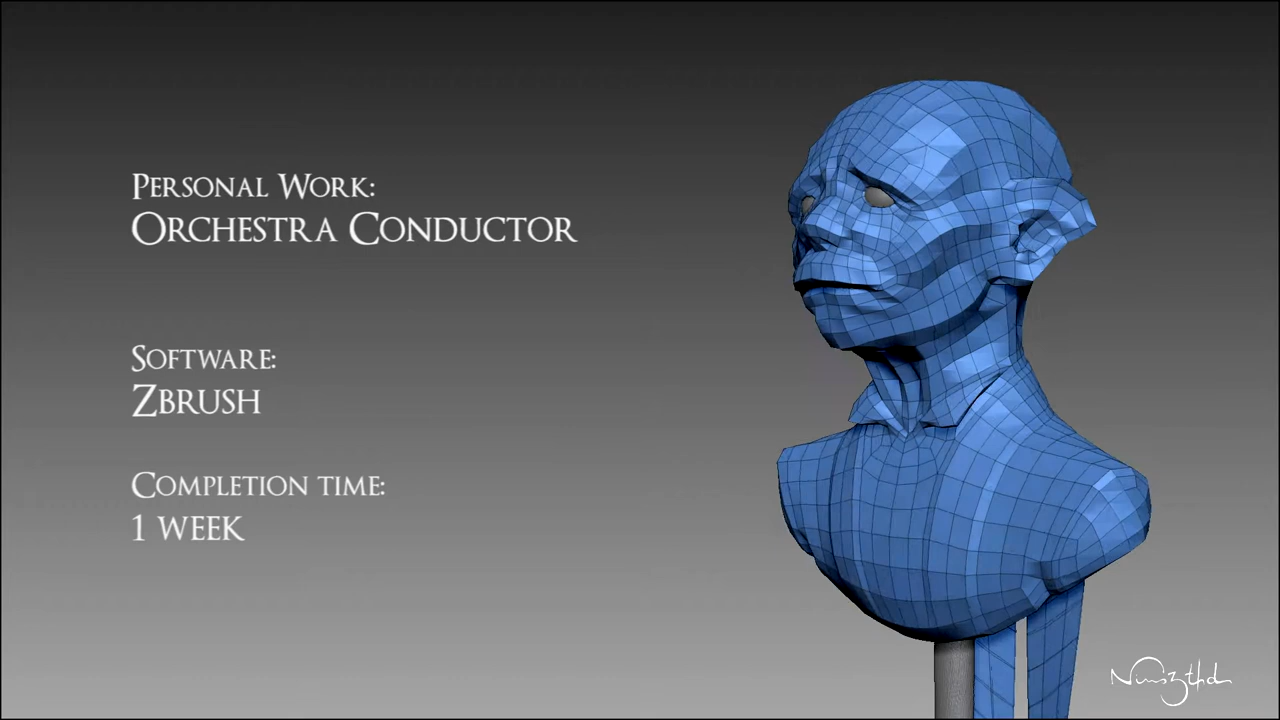 Personal Work:
Orchestra Conductor
Software:
Zbrush
Completion time:
1 week